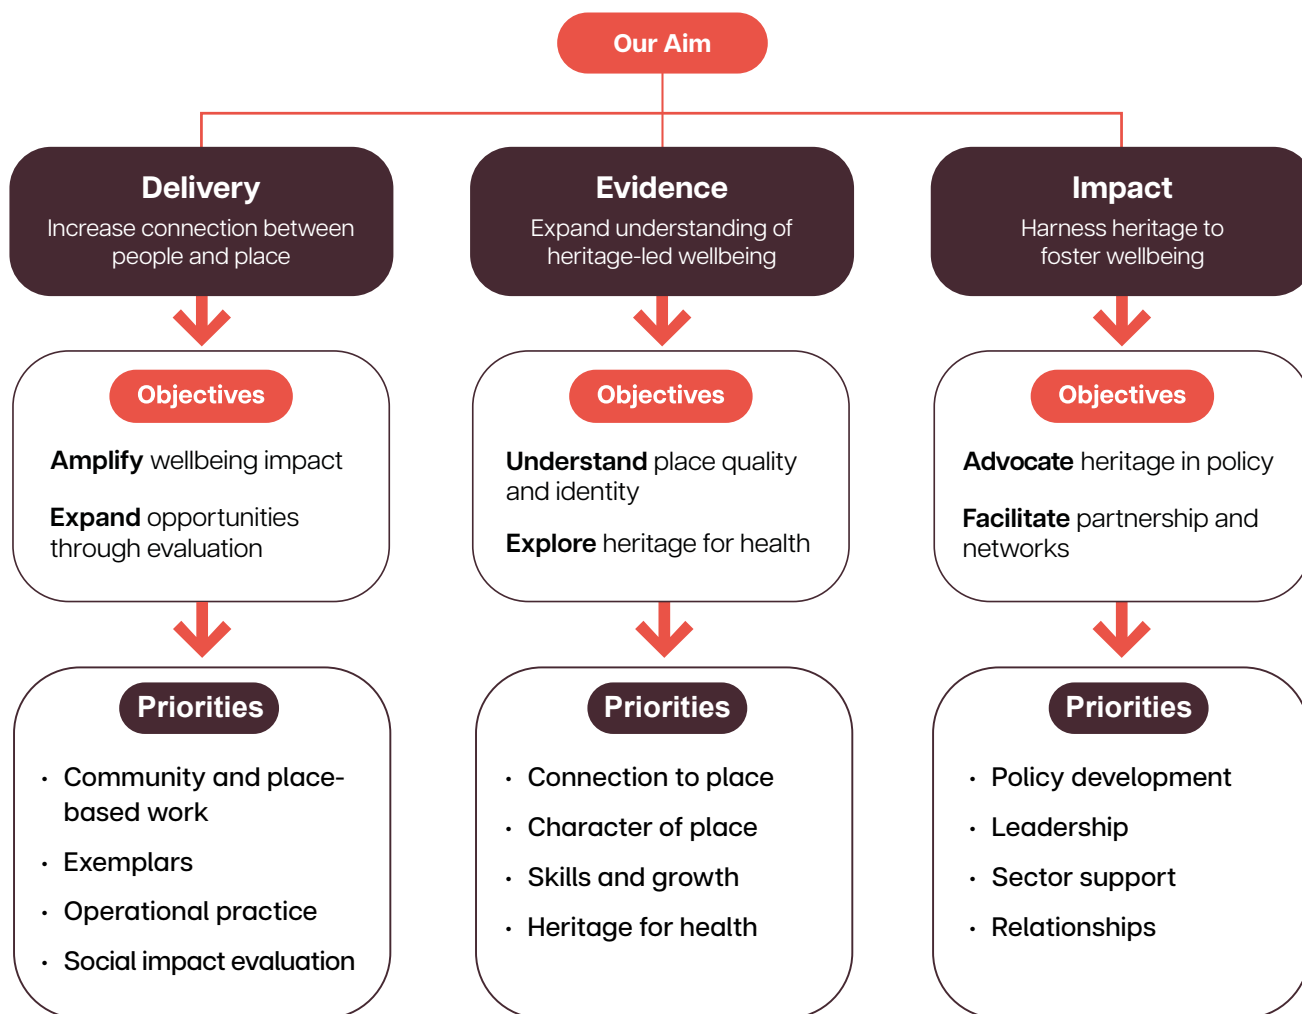 Our Aim
Delivery
Increase connection between
people and place
Evidence
Expand understanding of
heritage-led wellbeing
Impact
Harness heritage to
foster wellbeing
Objectives
Amplify wellbeing impact
Expand opportunities
through evaluation
Objectives
Understand place quality
and identity
Explore heritage for health
Objectives
Advocate heritage in policy
Facilitate partnership and
networks
Priorities
· Community and place-
based work
· Exemplars
· Operational practice
· Social impact evaluation
Priorities
· Connection to place
· Character of place
· Skills and growth
· Heritage for health
Priorities
· Policy development
· Leadership
· Sector support
· Relationships